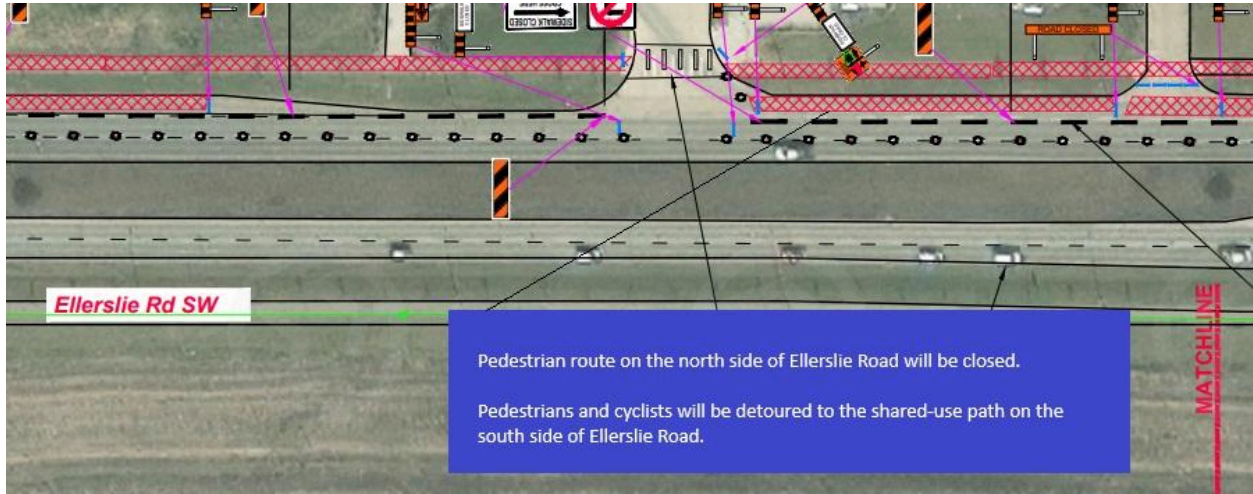 SIDEWALK CLOSED
ROAD CLOSED
Ellerslie Rd SW
Pedestrian route on the north side of Ellerslie Road will be closed.
Pedestrians and cyclists will be detoured to the shared-use path on the
south side of Ellerslie Road.
MATCHLINE